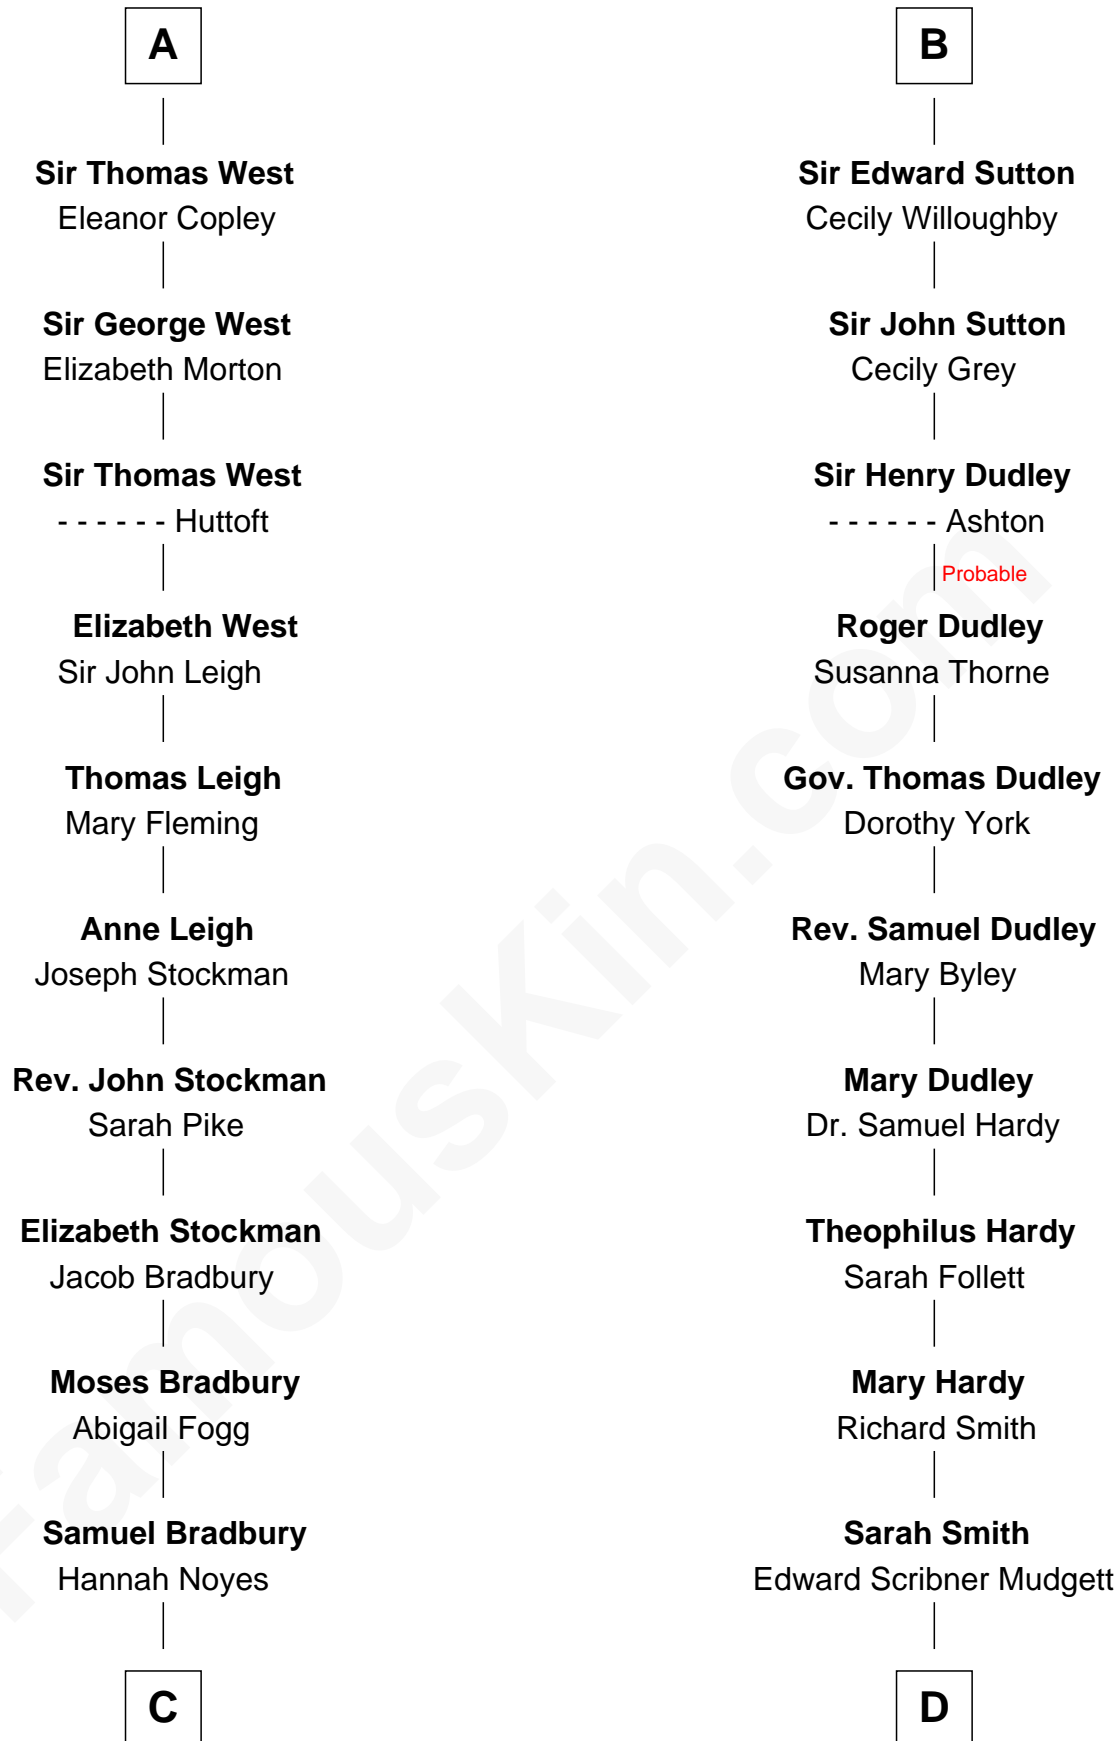 A
Sir Thomas West
Eleanor Copley
Sir George West
Elizabeth Morton
Sir Thomas West
- - - - - - Huttoft
Elizabeth West
Sir John Leigh
Thomas Leigh
Mary Fleming
Anne Leigh
Joseph Stockman
Rev. John Stockman
Sarah Pike
Elizabeth Stockman
Jacob Bradbury
Moses Bradbury
Abigail Fogg
Samuel Bradbury
Hannah Noyes
C
B
Sir Edward Sutton
Cecily Willoughby
Sir John Sutton
Cecily Grey
Sir Henry Dudley
- - - - - - Ashton
Probable
Roger Dudley
Susanna Thorne
Gov. Thomas Dudley
Dorothy York
Rev. Samuel Dudley
Mary Byley
Mary Dudley
Dr. Samuel Hardy
Theophilus Hardy
Sarah Follett
Mary Hardy
Richard Smith
Sarah Smith
Edward Scribner Mudgett
D
FamousKin.com